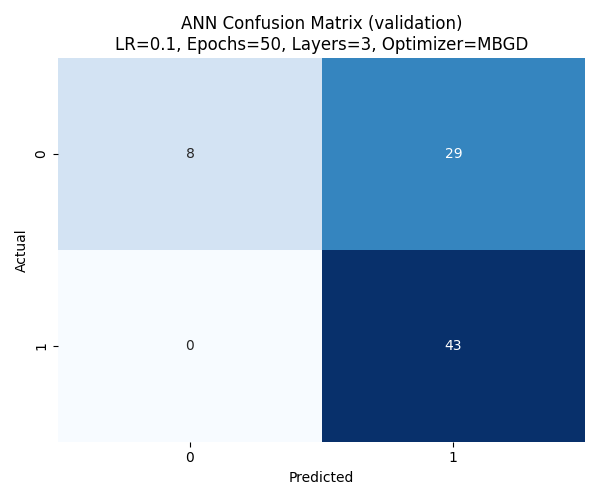 ANN Confusion Matrix (validation)
LR=0.1, Epochs=50, Layers=3, Optimizer=MBGD
0
8
29
Actual
1
0
43
0
1
Predicted